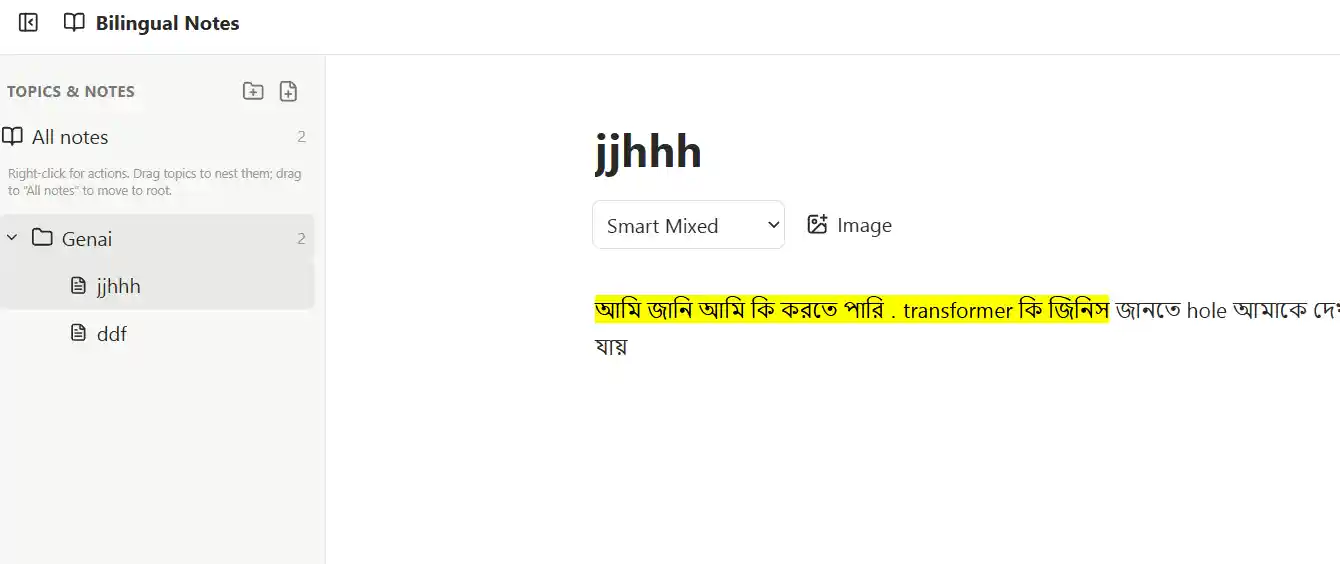 Bilingual Notes
TOPICS & NOTES
All notes 2
Right-click for actions. Drag topics to nest them; drag
to "All notes" to move to root.
Genai 2
jjhhh
ddf
jjhhh
Smart Mixed
Image
আমি জানি আমি কি করতে পারি . transformer কি জিনিস জানতে hole আমাকে
যায়